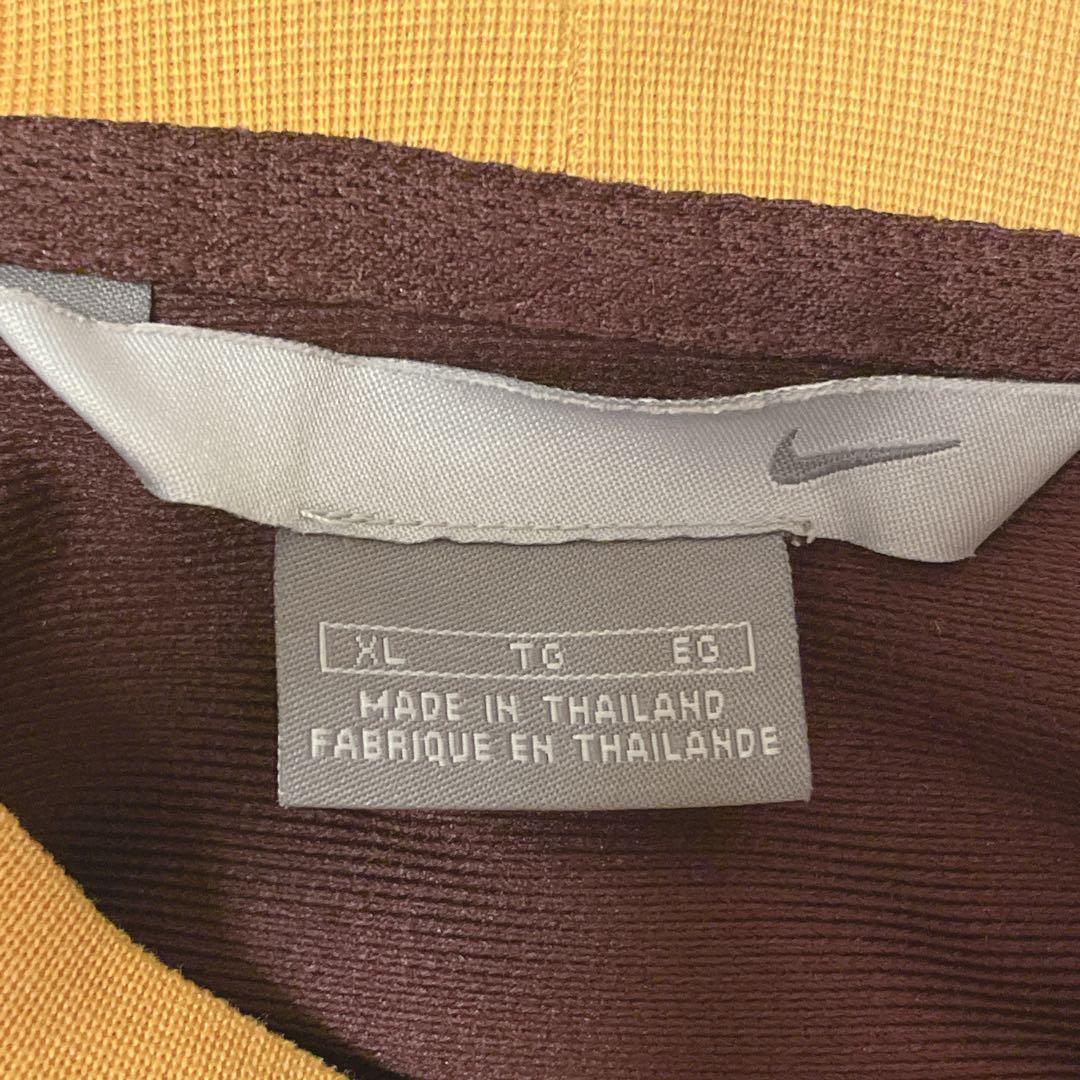 XL TG EG
MADE IN THAILAND
FABRIQUE EN THAILANDE